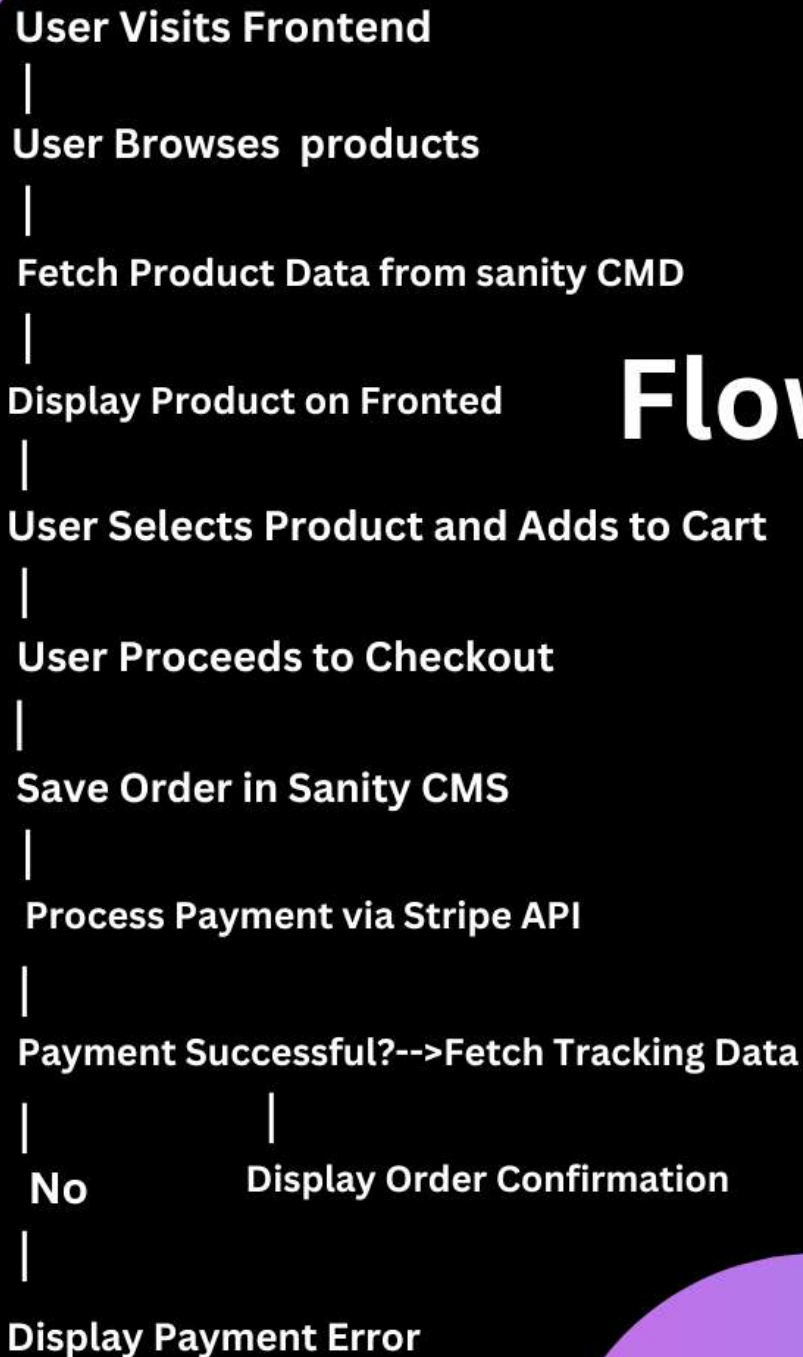 User Visits Frontend
|
User Browses products
|
Fetch Product Data from sanity CMD
|
Display Product on Fronted
|
User Selects Product and Adds to Cart
|
User Proceeds to Checkout
|
Save Order in Sanity CMS
|
Process Payment via Stripe API
|
Payment Successful?-->Fetch Tracking Data
| |
No Display Order Confirmation
|
Display Payment Error